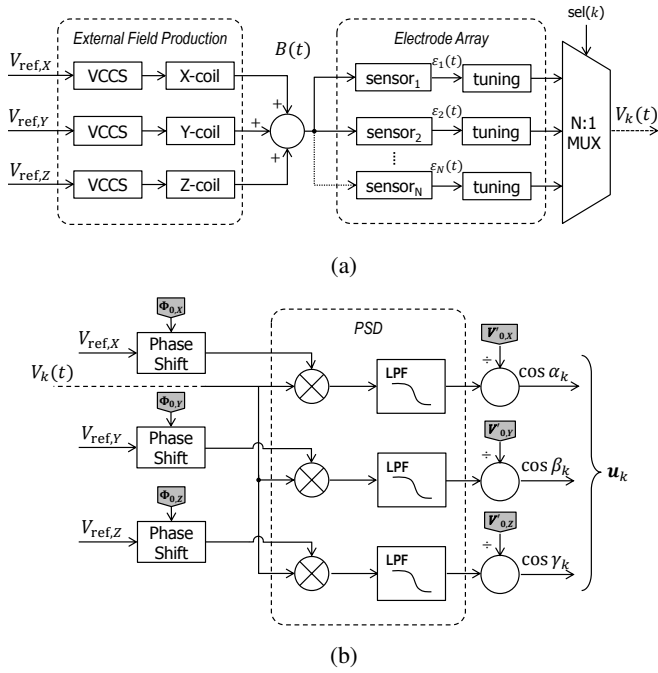 sel(k)
External Field Production
B(t)
Electrode Array
V_ref,X
VCCS
X-coil
+
sensor_1
ε_1(t)
tuning
V_ref,Y
VCCS
Y-coil
+
sensor_2
ε_2(t)
tuning
N:1
MUX
V_k(t)
V_ref,Z
VCCS
Z-coil
+
sensor_N
ε_N(t)
tuning
(a)
Φ_0,X
V_ref,X
Phase
Shift
PSD
V'_0,X
÷
V_k(t)
LPF
cos α_k
Φ_0,Y
V_ref,Y
Phase
Shift
V'_0,Y
÷
LPF
cos β_k
u_k
Φ_0,Z
V_ref,Z
Phase
Shift
V'_0,Z
÷
LPF
cos γ_k
(b)